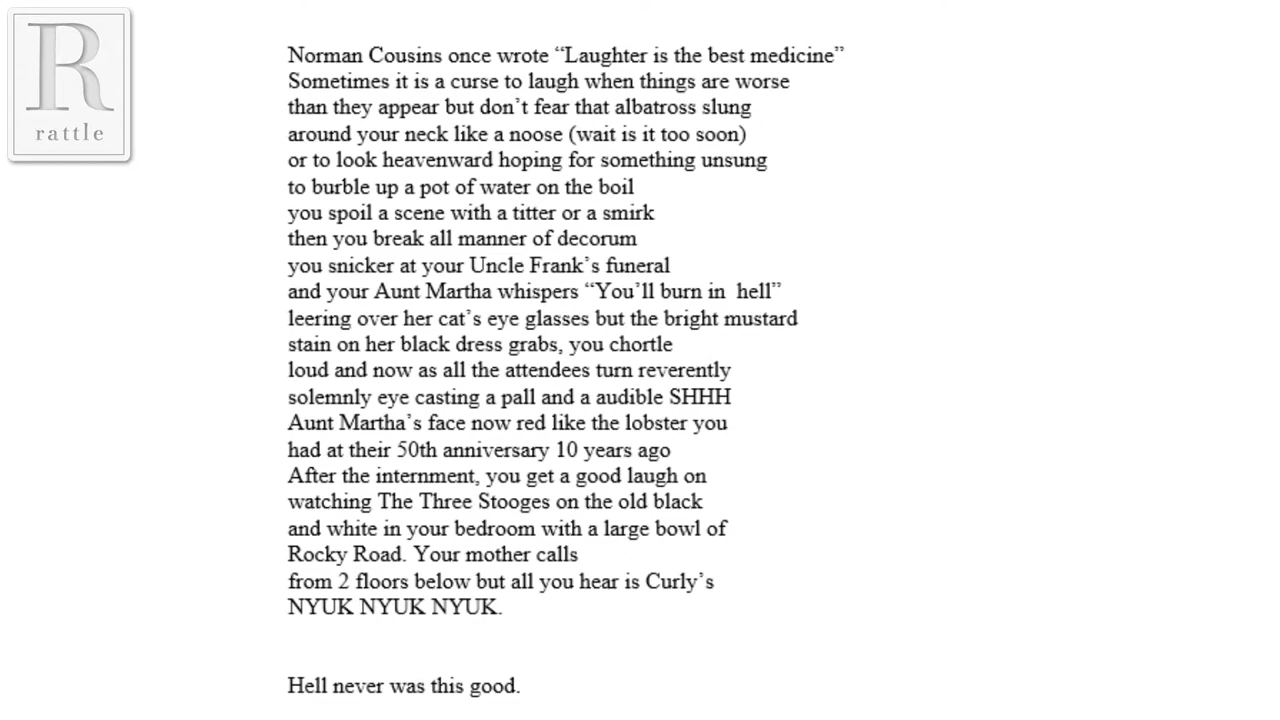 R
rattle
Norman Cousins once wrote “Laughter is the best medicine”
Sometimes it is a curse to laugh when things are worse
than they appear but don’t fear that albatross slung
around your neck like a noose (wait is it too soon)
or to look heavenward hoping for something unsung
to burble up a pot of water on the boil
you spoil a scene with a titter or a smirk
then you break all manner of decorum
you snicker at your Uncle Frank’s funeral
and your Aunt Martha whispers “You’ll burn in  hell”
leering over her cat’s eye glasses but the bright mustard
stain on her black dress grabs, you chortle
loud and now as all the attendees turn reverently
solemnly eye casting a pall and a audible SHHH
Aunt Martha’s face now red like the lobster you
had at their 50th anniversary 10 years ago
After the internment, you get a good laugh on
watching The Three Stooges on the old black
and white in your bedroom with a large bowl of
Rocky Road. Your mother calls
from 2 floors below but all you hear is Curly’s
NYUK NYUK NYUK.
Hell never was this good.